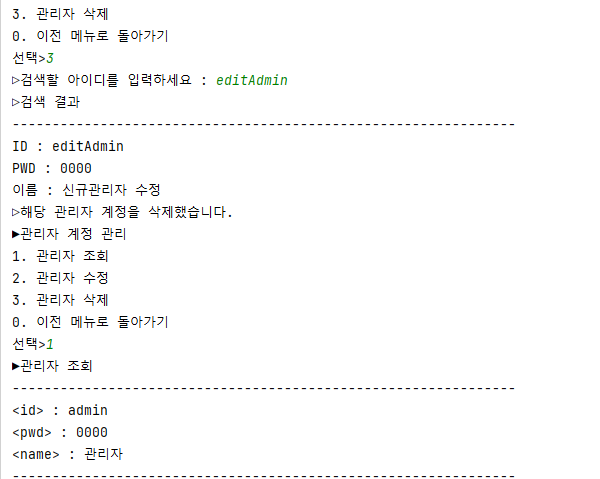 3. 관리자 삭제
0. 이전 메뉴로 돌아가기
선택>3
▷검색할 아이디를 입력하세요 : editAdmin
▷검색 결과
---------------------------------------------------------------
ID : editAdmin
PWD : 0000
이름 : 신규관리자 수정
▷해당 관리자 계정을 삭제했습니다.
▶관리자 계정 관리
1. 관리자 조회
2. 관리자 수정
3. 관리자 삭제
0. 이전 메뉴로 돌아가기
선택>1
▶관리자 조회
---------------------------------------------------------------
<id> : admin
<pwd> : 0000
<name> : 관리자
---------------------------------------------------------------